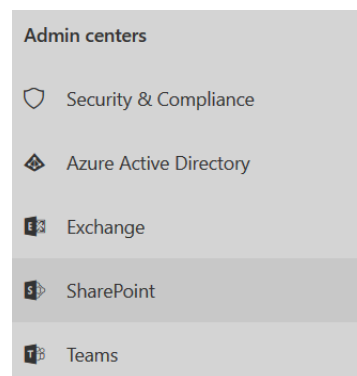 Admin centers
Security & Compliance
Azure Active Directory
Exchange
SharePoint
Teams